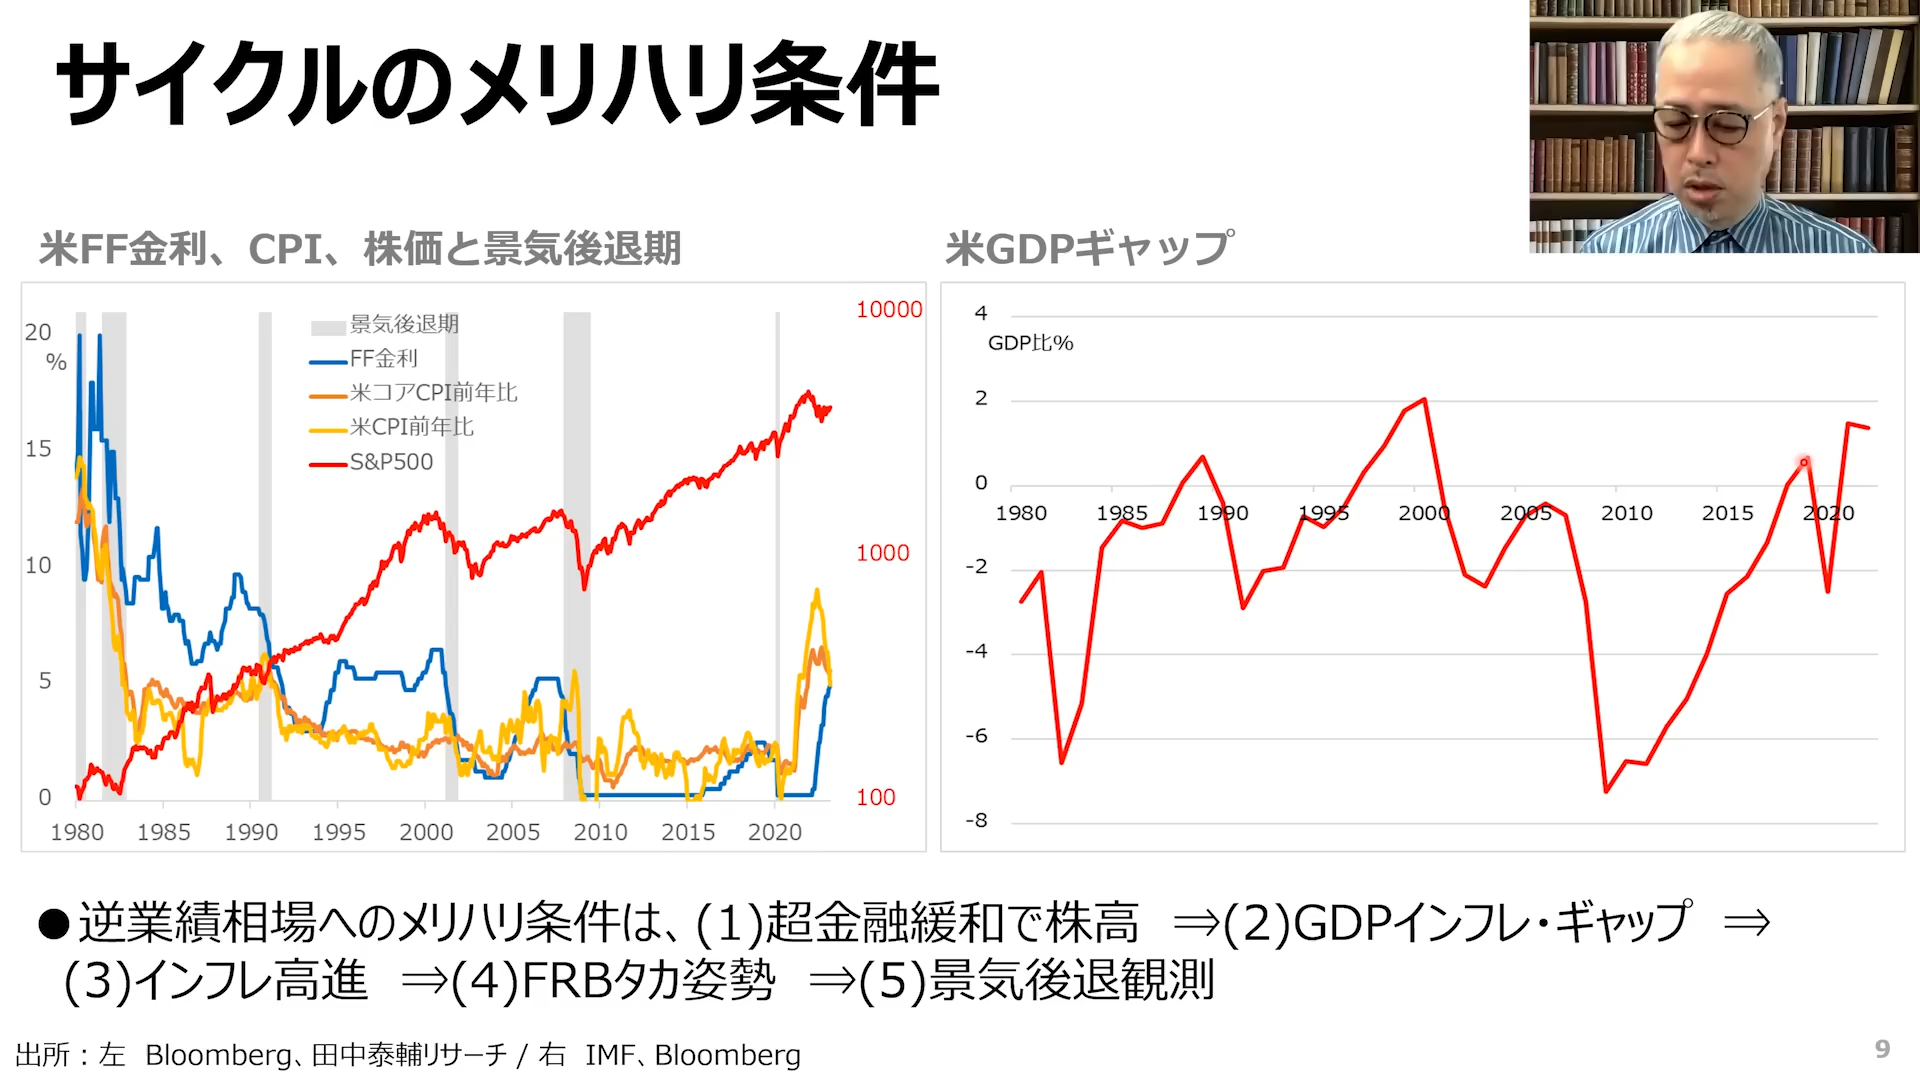 サイクルのメリハリ条件
米FF金利、CPI、株価と景気後退期
米GDPギャップ
20
%
15
10
5
0
10000
1000
100
景気後退期
FF金利
米コアCPI前年比
米CPI前年比
S&P500
1980 1985 1990 1995 2000 2005 2010 2015 2020
4
GDP比%
2
0
1980 1985 1990 1995 2000 2005 2010 2015 2020
-2
-4
-6
-8
●逆業績相場へのメリハリ条件は、(1)超金融緩和で株高 ⇒(2)GDPインフレ・ギャップ ⇒
(3)インフレ高進 ⇒(4)FRBタカ姿勢 ⇒(5)景気後退観測
出所：左 Bloomberg、田中泰輔リサーチ / 右 IMF、Bloomberg
9